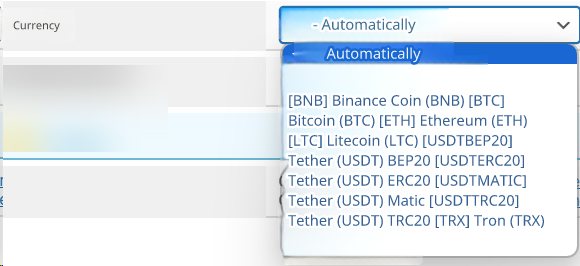 Currency
- Automatically
- Automatically
[BNB] Binance Coin (BNB) [BTC]
Bitcoin (BTC) [ETH] Ethereum (ETH)
[LTC] Litecoin (LTC) [USDTBEP20]
Tether (USDT) BEP20 [USDTERC20]
Tether (USDT) ERC20 [USDTMATIC]
Tether (USDT) Matic [USDTTRC20]
Tether (USDT) TRC20 [TRX] Tron (TRX)